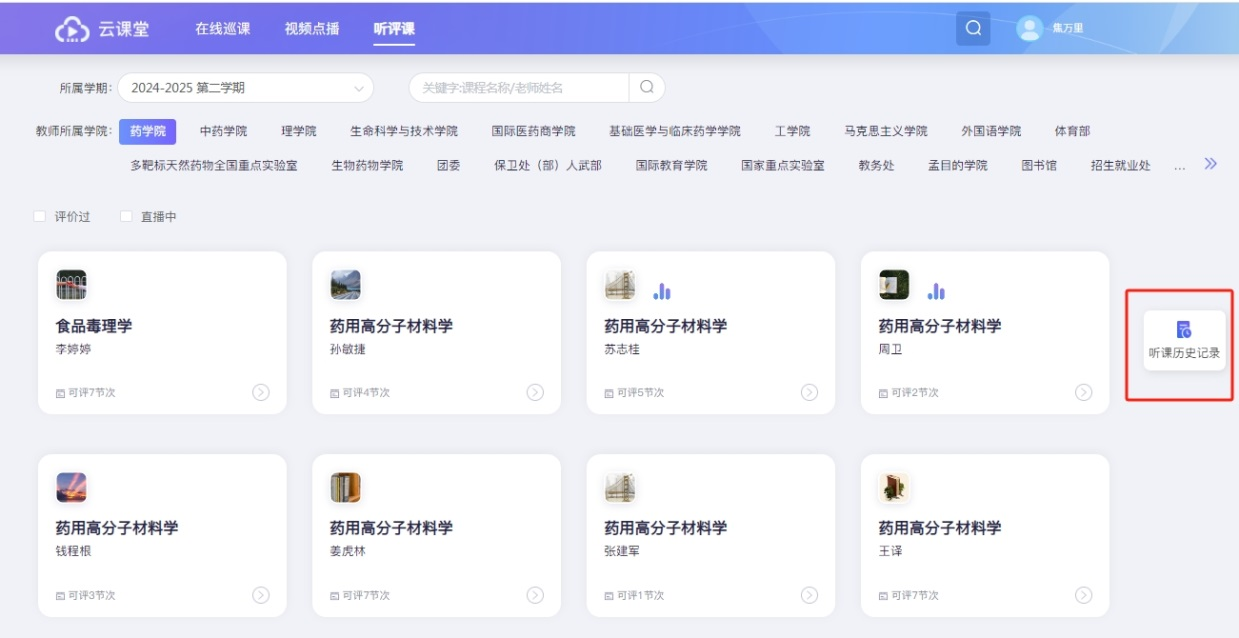 云课堂 在线巡课 视频点播 听评课 焦万里
所属学期: 2024-2025 第二学期 关键字:课程名称/老师姓名
教师所属学院: 药学院 中药学院 理学院 生命科学与技术学院 国际医药商学院 基础医学与临床药学学院 工学院 马克思主义学院 外国语学院 体育部
多靶标天然药物全国重点实验室 生物药物学院 团委 保卫处（部）人武部 国际教育学院 国家重点实验室 教务处 孟目的学院 图书馆 招生就业处 ...
评价过 直播中
食品毒理学 药用高分子材料学 药用高分子材料学 药用高分子材料学
李婷婷 孙敏捷 苏志桂 周卫
可评7节次 可评4节次 可评5节次 可评2节次
听课历史记录
药用高分子材料学 药用高分子材料学 药用高分子材料学 药用高分子材料学
钱程根 姜虎林 张建军 王译
可评3节次 可评7节次 可评1节次 可评7节次